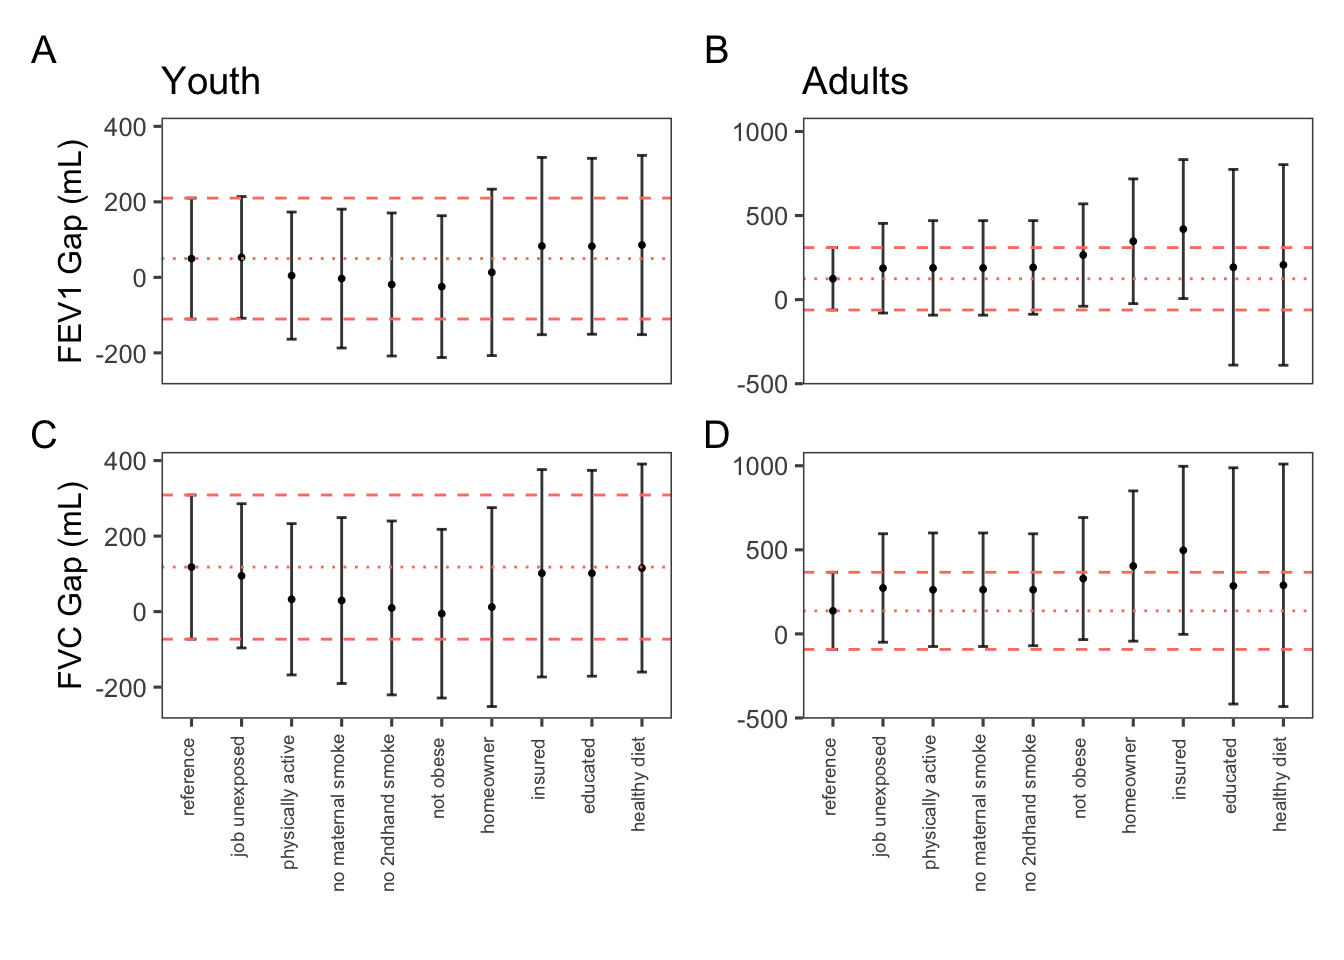 A
Youth
FEV1 Gap (mL)
400
200
0
-200
B
Adults
1000
500
0
-500
C
FVC Gap (mL)
400
200
0
-200
reference
job unexposed
physically active
no maternal smoke
no 2ndhand smoke
not obese
homeowner
insured
educated
healthy diet
D
1000
500
0
-500
reference
job unexposed
physically active
no maternal smoke
no 2ndhand smoke
not obese
homeowner
insured
educated
healthy diet